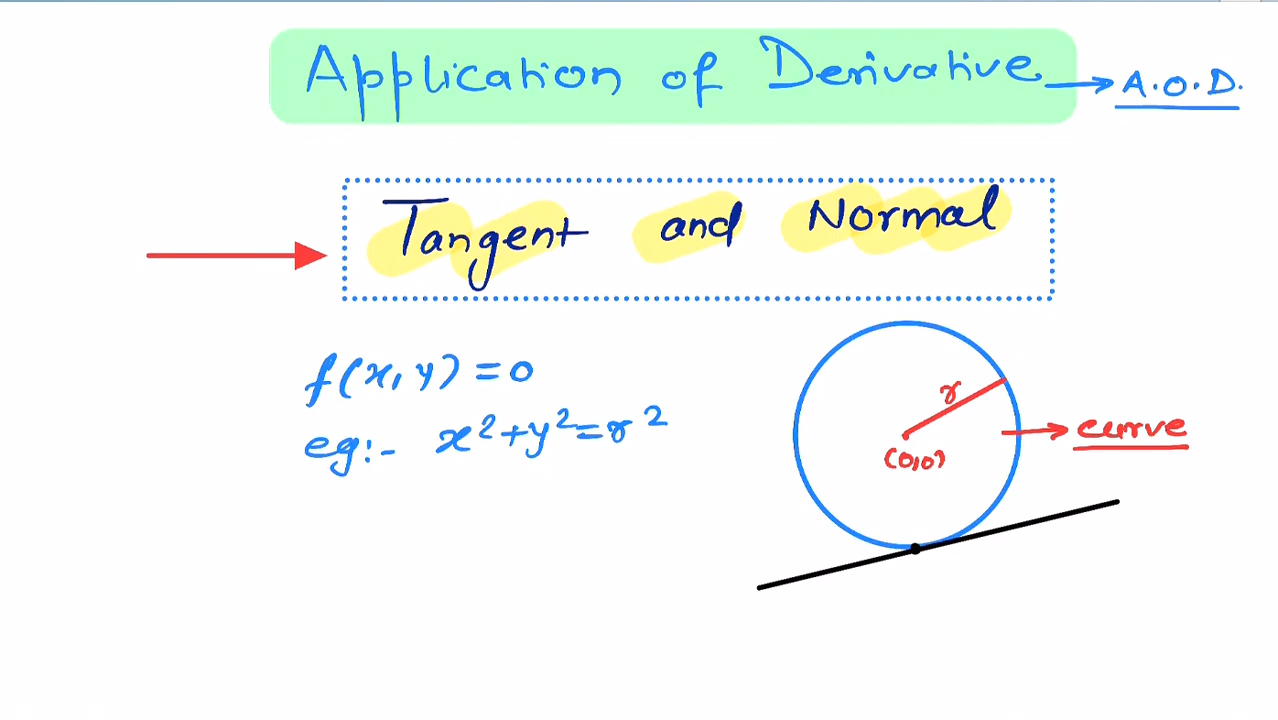 Application of Derivative → A.O.D.
Tangent and Normal
f(x, y) = 0
eg:- x² + y² = r²
r
(0,0)
→ curve